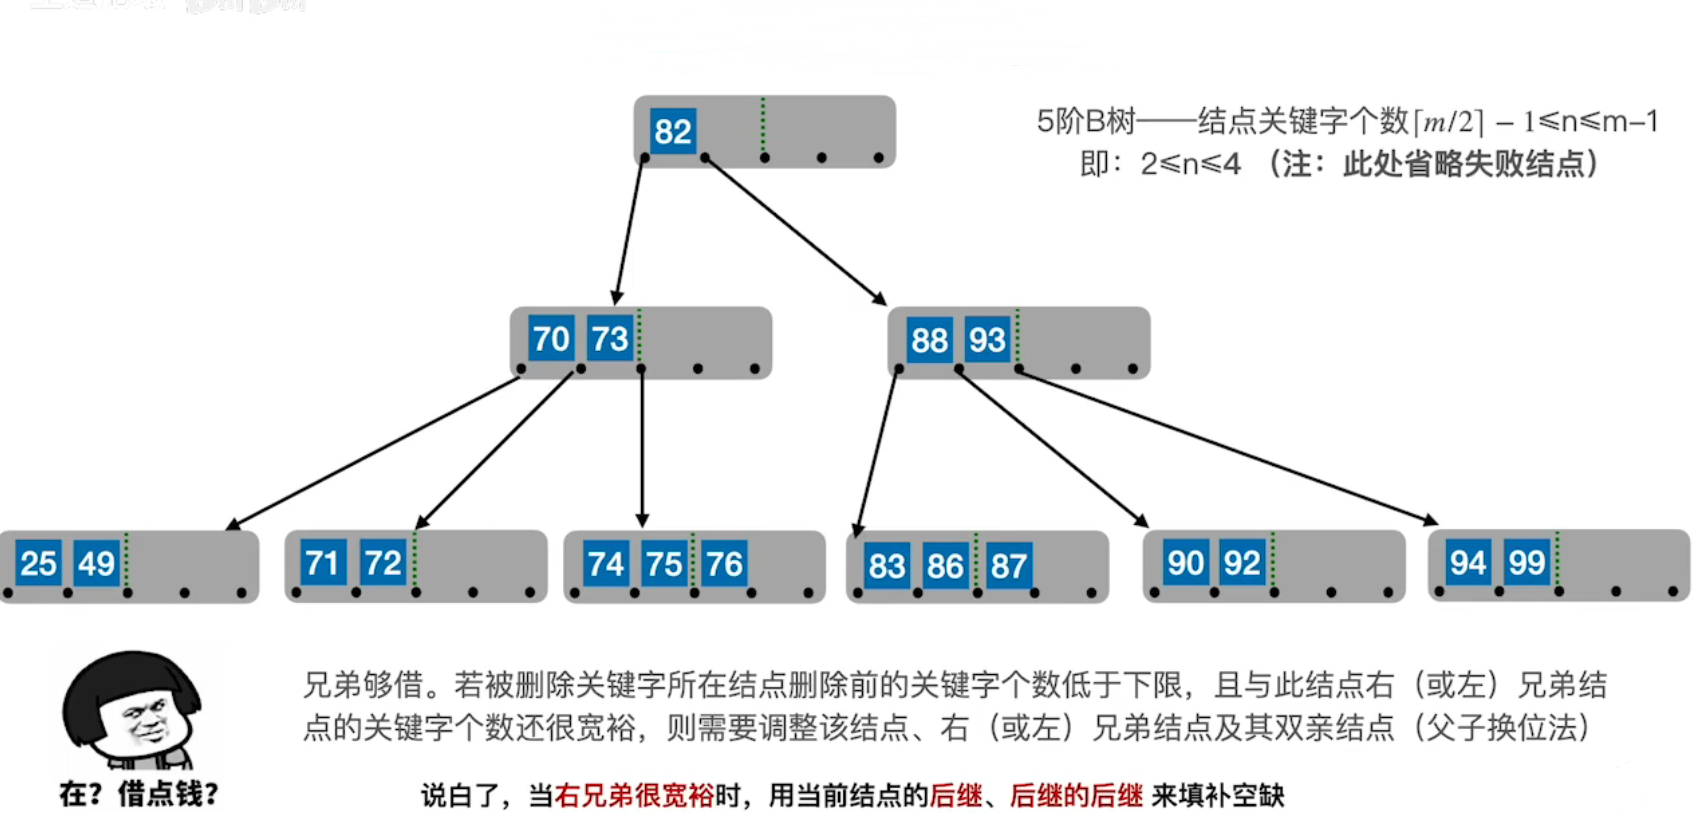 82
5阶B树——结点关键字个数⌈m/2⌉ − 1≤n≤m−1
即：2≤n≤4 （注：此处省略失败结点）
70 73
88 93
25 49
71 72
74 75 76
83 86 87
90 92
94 99
兄弟够借。若被删除关键字所在结点删除前的关键字个数低于下限，且与此结点右（或左）兄弟结
点的关键字个数还很宽裕，则需要调整该结点、右（或左）兄弟结点及其双亲结点（父子换位法）
在？借点钱？
说白了，当右兄弟很宽裕时，用当前结点的后继、后继的后继 来填补空缺